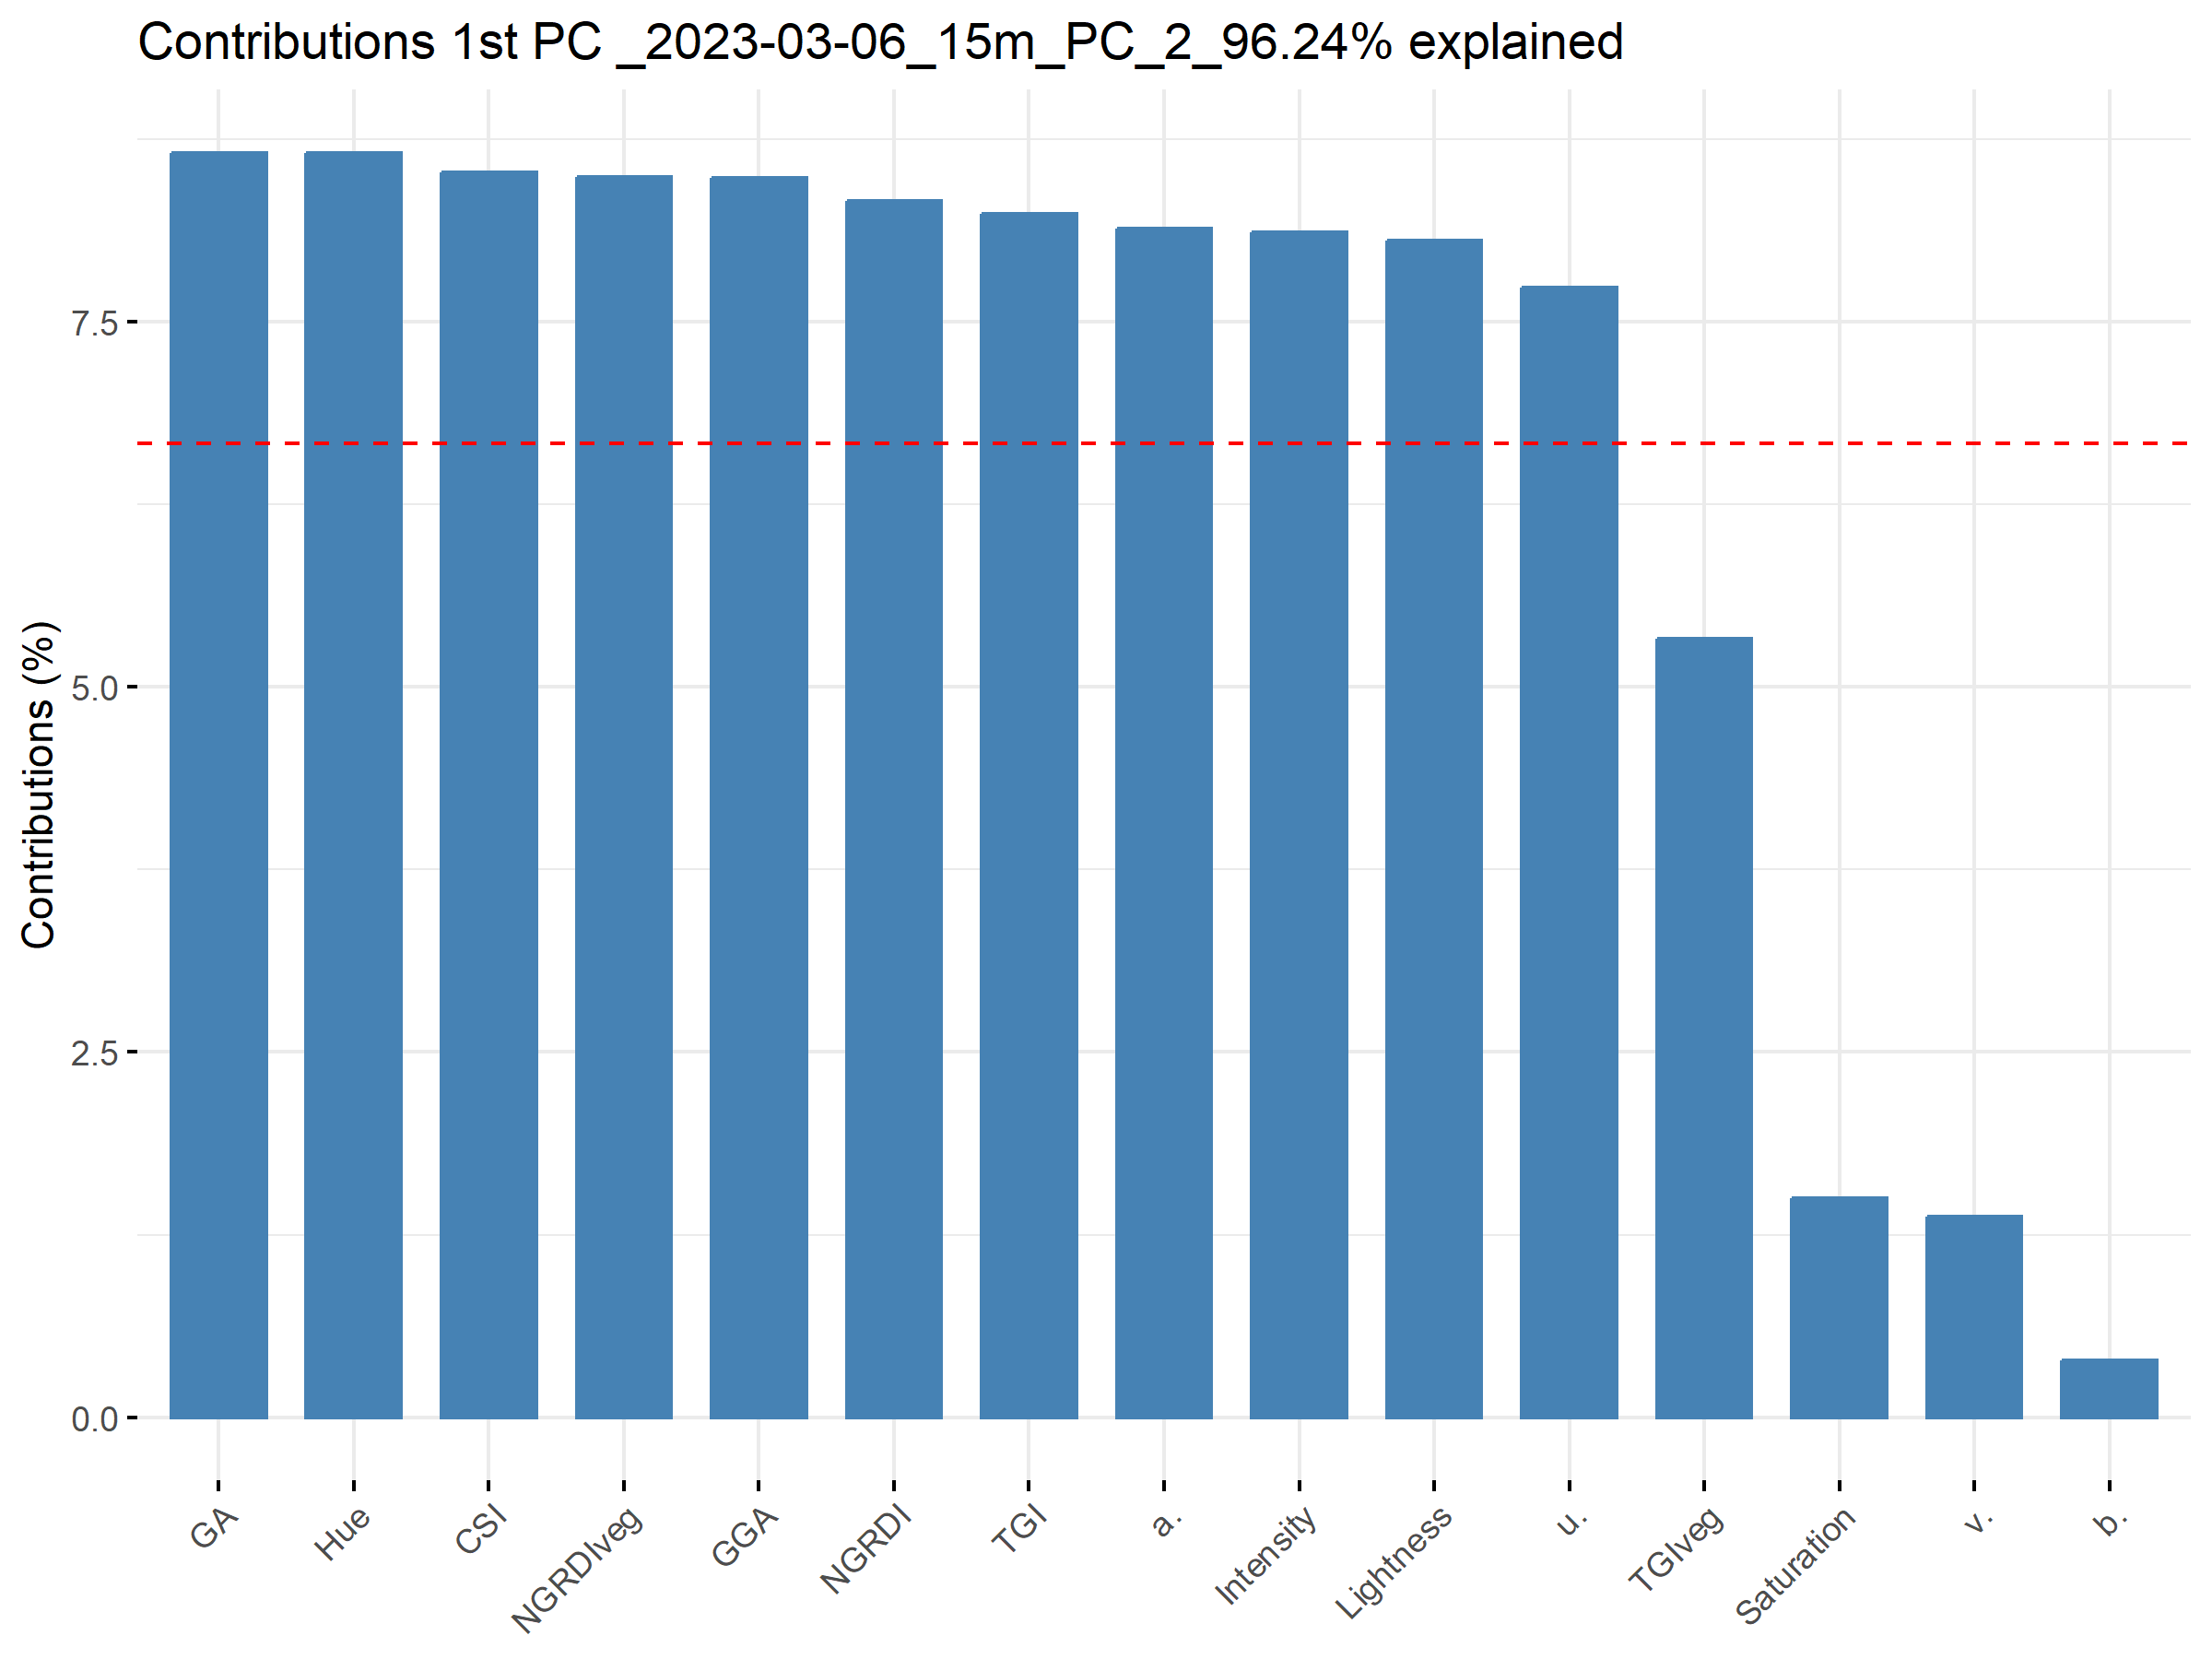 Contributions 1st PC _2023-03-06_15m_PC_2_96.24% explained
Contributions (%)
7.5
5.0
2.5
0.0
GA
Hue
CSI
NGRDIveg
GGA
NGRDI
TGI
a.
Intensity
Lightness
u.
TGIveg
Saturation
v.
b.